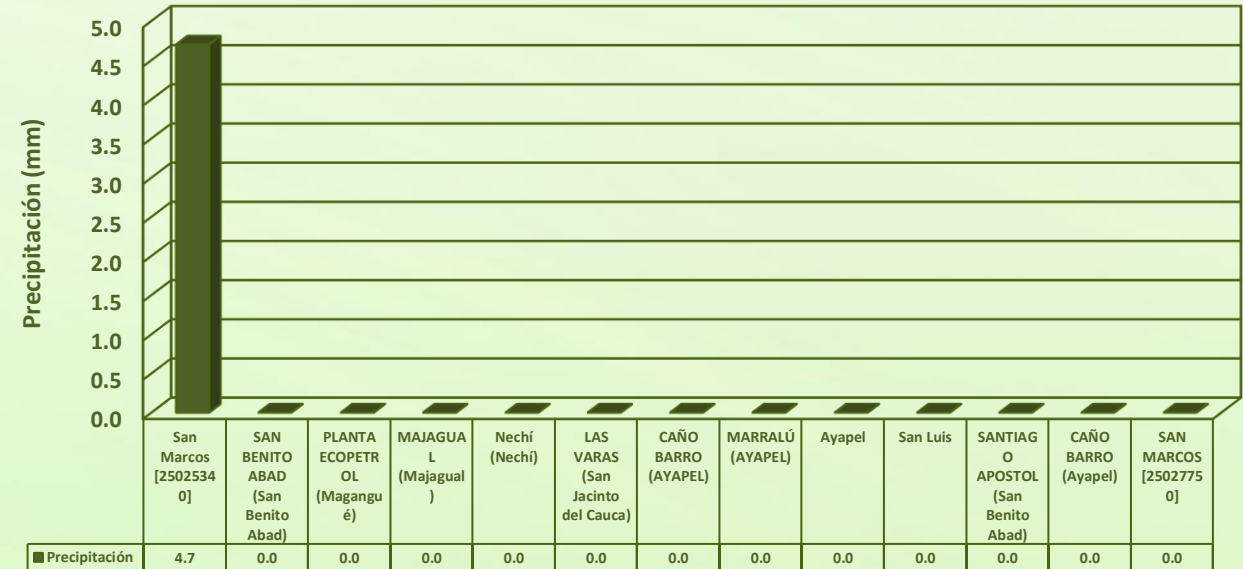 Precipitación (mm)
5.0
4.5
4.0
3.5
3.0
2.5
2.0
1.5
1.0
0.5
0.0
San
Marcos
[2502534
0]
SAN
BENITO
ABAD
(San
Benito
Abad)
PLANTA
ECOPETR
OL
(Magangu
é)
MAJAGUA
L
(Majagual
)
Nechí
(Nechí)
LAS
VARAS
(San
Jacinto
del Cauca)
CAÑO
BARRO
(AYAPEL)
MARRALÚ
(AYAPEL)
Ayapel
San Luis
SANTIAG
O
APOSTOL
(San
Benito
Abad)
CAÑO
BARRO
(Ayapel)
SAN
MARCOS
[2502775
0]
Precipitación 4.7 0.0 0.0 0.0 0.0 0.0 0.0 0.0 0.0 0.0 0.0 0.0 0.0